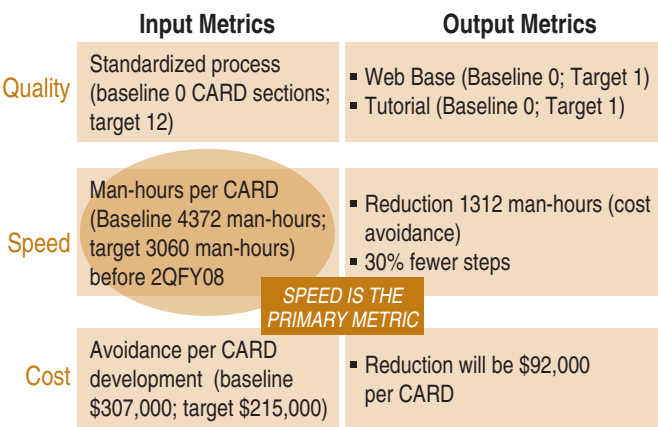 Input Metrics
Output Metrics
Quality
Standardized process
(baseline 0 CARD sections;
target 12)
▪ Web Base (Baseline 0; Target 1)
▪ Tutorial (Baseline 0; Target 1)
Speed
Man-hours per CARD
(Baseline 4372 man-hours;
target 3060 man-hours)
before 2QFY08
▪ Reduction 1312 man-hours (cost
avoidance)
▪ 30% fewer steps
SPEED IS THE
PRIMARY METRIC
Cost
Avoidance per CARD
development (baseline
$307,000; target $215,000)
▪ Reduction will be $92,000
per CARD